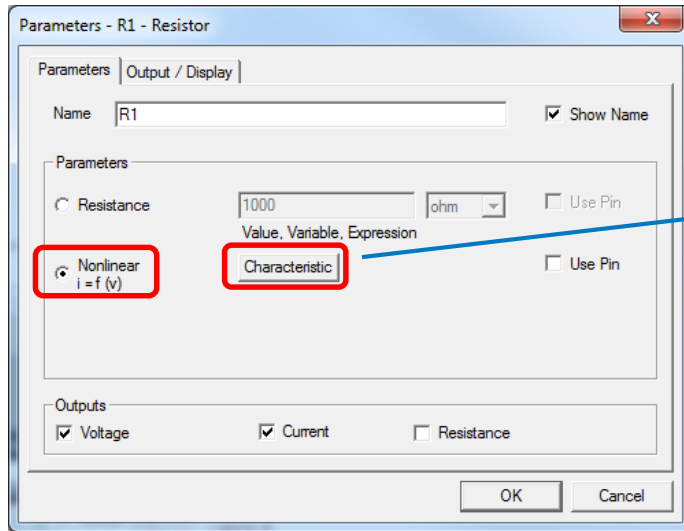 Parameters - R1 - Resistor
Parameters Output / Display
Name R1 Show Name
Parameters
Resistance 1000 ohm Use Pin
Value, Variable, Expression
Nonlinear Characteristic Use Pin
i = f (v)
Outputs
Voltage Current Resistance
OK Cancel